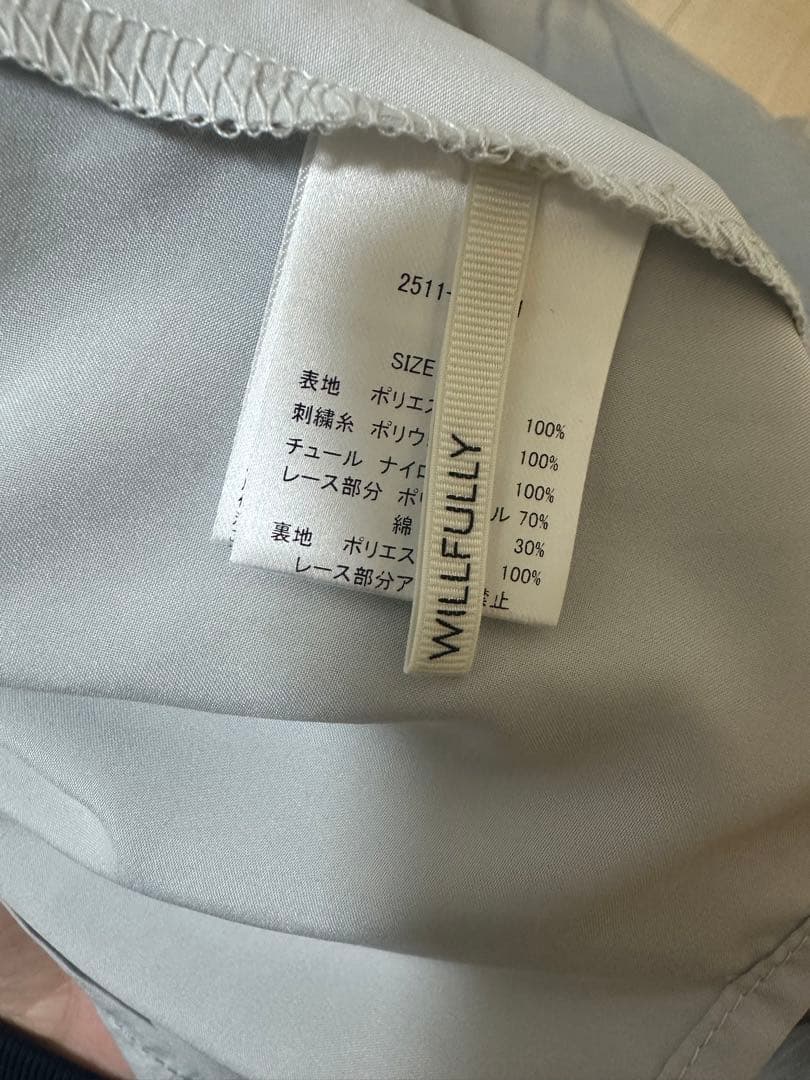 2511-
SIZE
表地 ポリエス 100%
刺繍糸 ポリウ 100%
チュール ナイロ 100%
レース部分 ポリ ル 70%
綿 30%
裏地 ポリエス 100%
レース部分ア 禁止
WILLFULLY